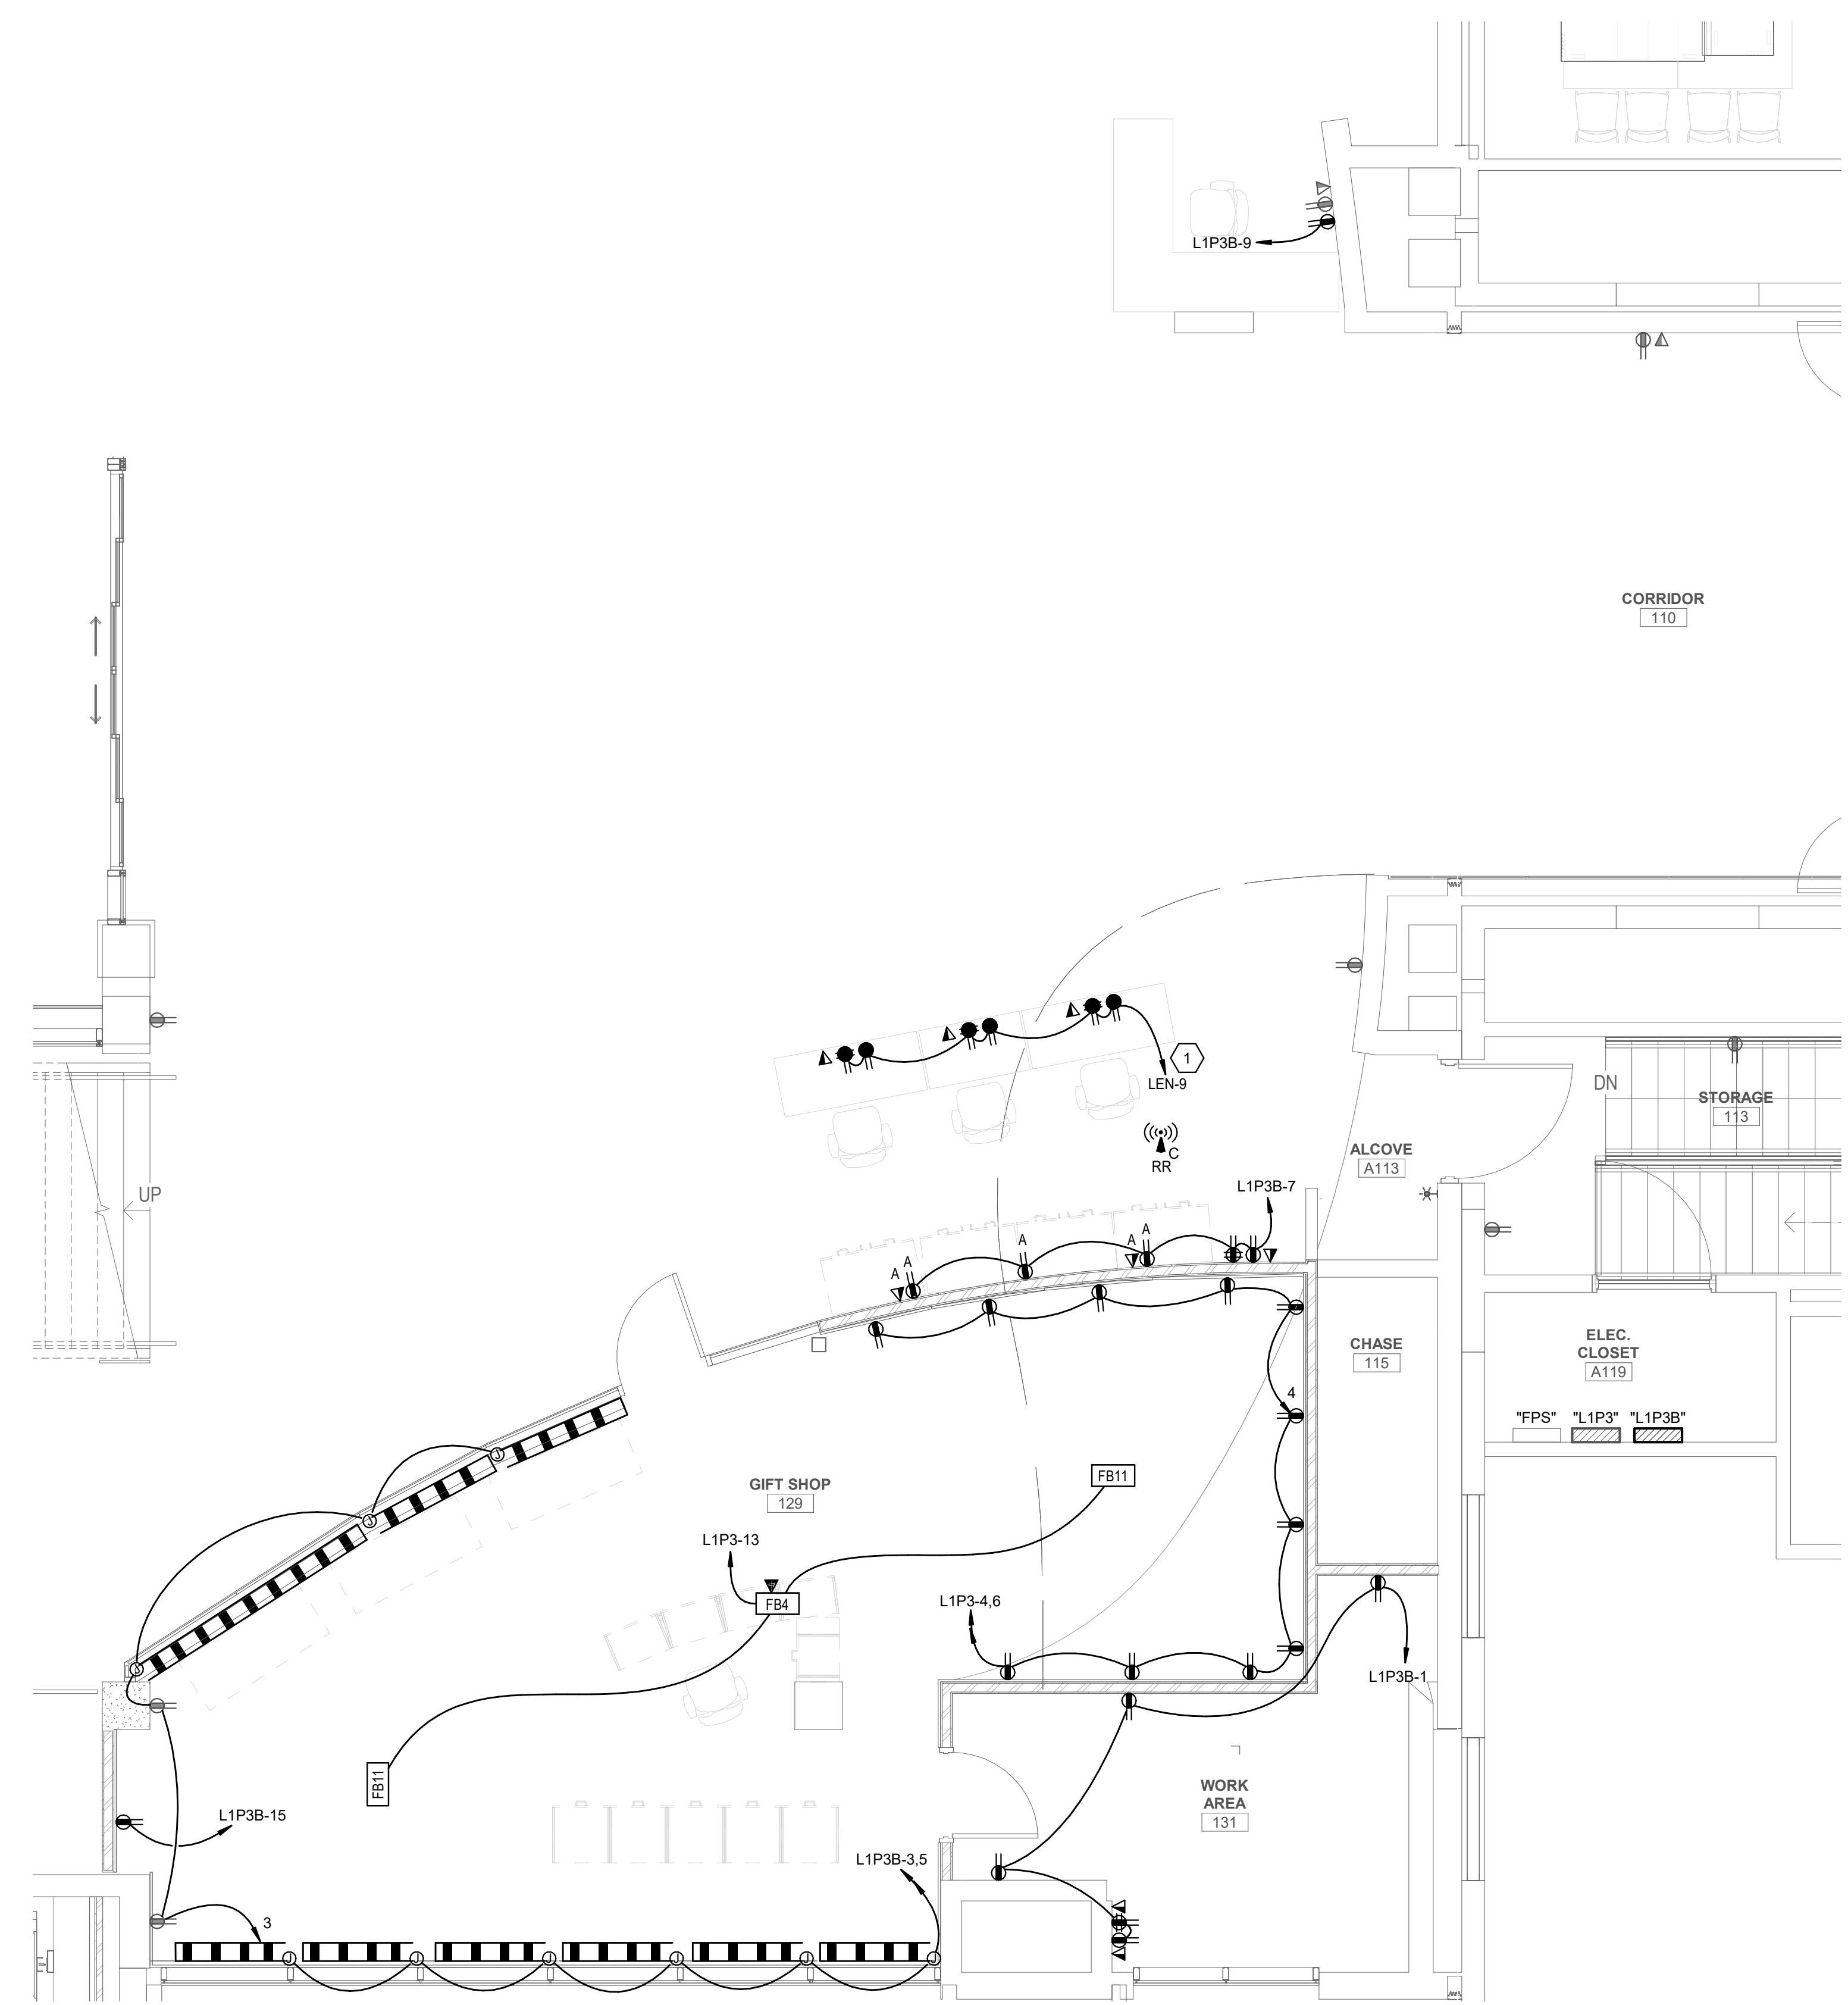 L1P3B-9
CORRIDOR
110
1
LEN-9
DN
STORAGE
113
C
RR
ALCOVE
A113
UP
L1P3B-7
A
A
A
A
A
ELEC.
CLOSET
A119
CHASE
115
4
"FPS" "L1P3" "L1P3B"
J
GIFT SHOP
129
FB11
J
L1P3-13
FB4
L1P3-4,6
J
L1P3B-1
FB11
WORK
AREA
131
L1P3B-15
L1P3B-3,5
3
J
J
J
J
J
J